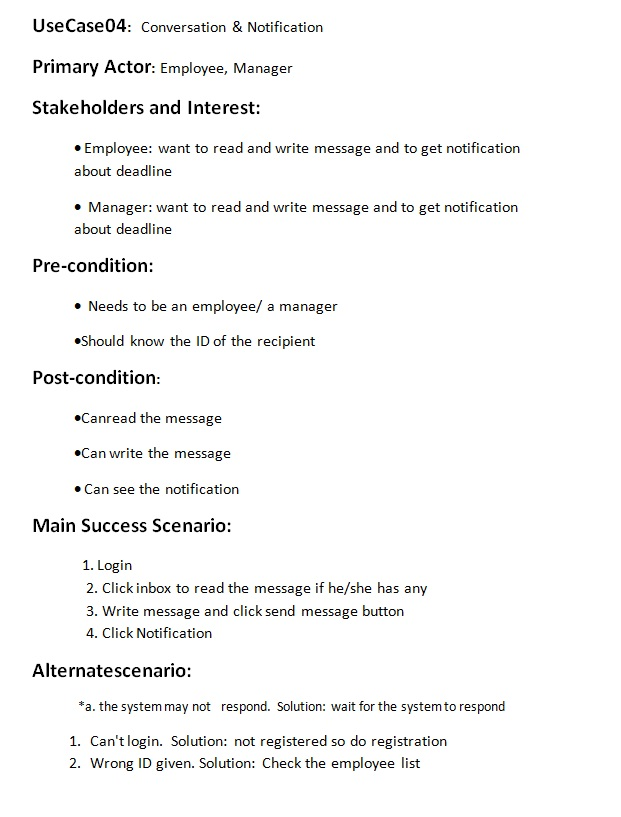 UseCase04: Conversation & Notification
Primary Actor: Employee, Manager
Stakeholders and Interest:
• Employee: want to read and write message and to get notification
about deadline
• Manager: want to read and write message and to get notification
about deadline
Pre-condition:
• Needs to be an employee/ a manager
•Should know the ID of the recipient
Post-condition:
•Canread the message
•Can write the message
• Can see the notification
Main Success Scenario:
1. Login
2. Click inbox to read the message if he/she has any
3. Write message and click send message button
4. Click Notification
Alternatescenario:
*a. the system may not respond. Solution: wait for the system to respond
1. Can't login. Solution: not registered so do registration
2. Wrong ID given. Solution: Check the employee list